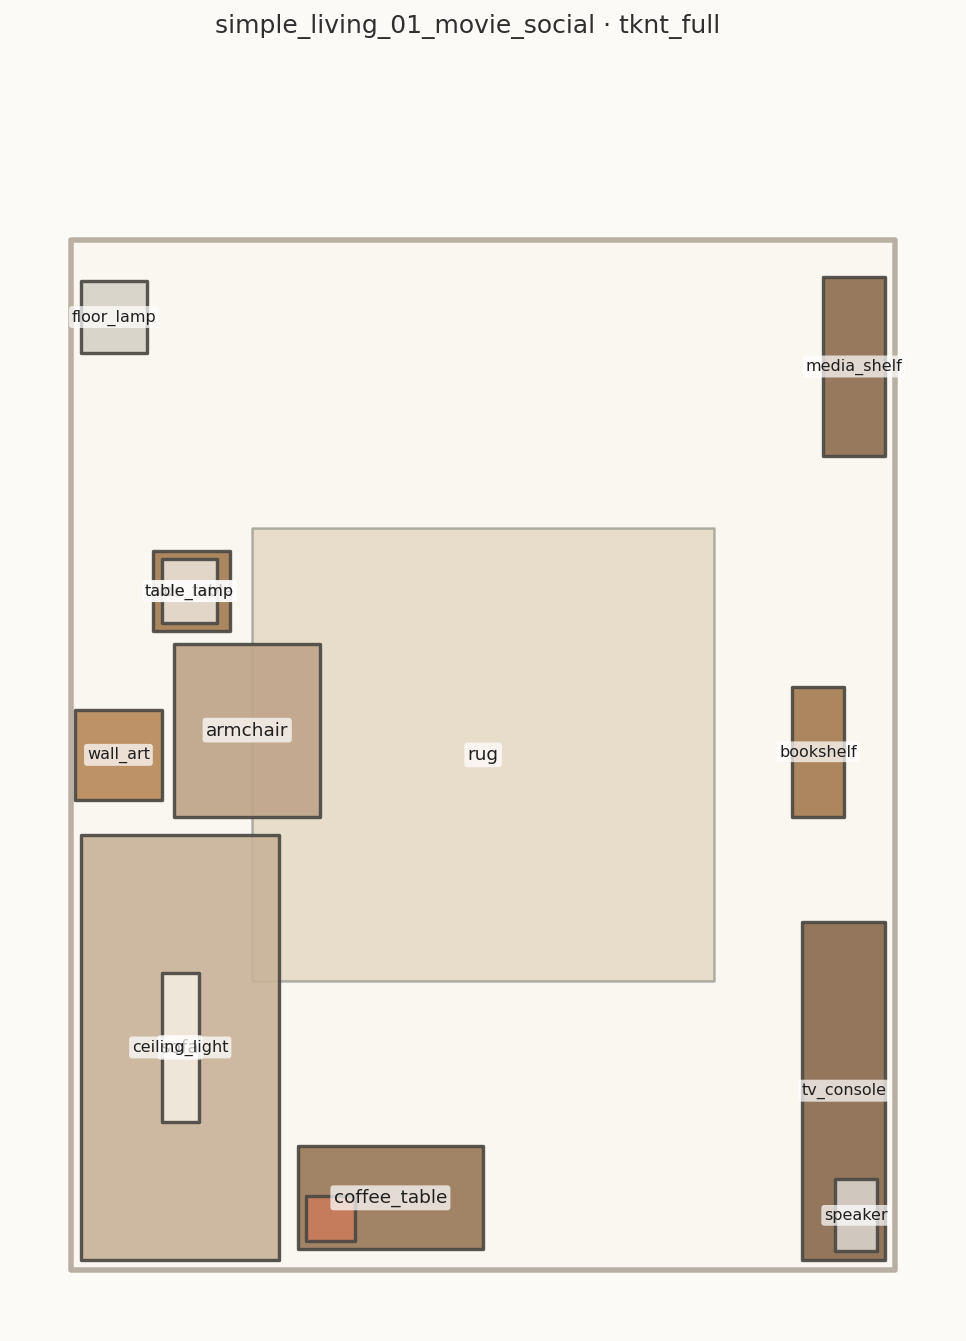 simple_living_01_movie_social · tknt_full
floor_lamp
media_shelf
table_lamp
armchair
wall_art
rug
bookshelf
ceiling_light
tv_console
coffee_table
speaker